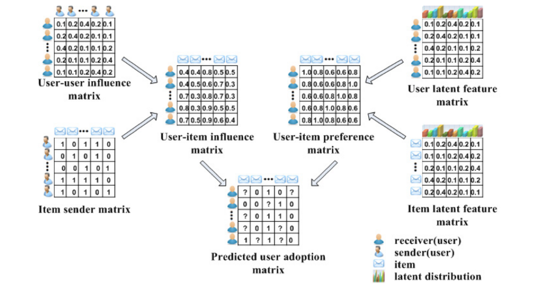 0.1 0.2 0.4 0.2 0.1
0.2 0.4 0.2 0.1 0.1
0.4 0.2 0.1 0.1 0.2
0.2 0.1 0.1 0.2 0.4
0.1 0.1 0.2 0.4 0.2
User-user influence
matrix
0.4 0.4 0.8 0.5 0.5
0.4 0.5 0.6 0.7 0.3
0.7 0.3 0.8 0.7 0.3
0.8 0.3 0.9 0.5 0.5
0.7 0.5 0.9 0.6 0.4
User-item influence
matrix
1.0 0.8 0.6 0.6 0.8
0.8 0.6 0.6 0.8 1.0
0.6 0.6 0.8 1.0 0.8
0.6 0.8 1.0 0.8 0.6
0.8 1.0 0.8 0.6 0.6
User-item preference
matrix
0.1 0.2 0.4 0.2 0.1
0.2 0.4 0.2 0.1 0.1
0.4 0.2 0.1 0.1 0.2
0.2 0.1 0.1 0.2 0.4
0.1 0.1 0.2 0.4 0.2
User latent feature
matrix
1 0 1 1 0
0 1 0 1 0
0 0 1 0 1
1 1 1 1 0
1 0 1 0 1
Item sender matrix
? 0 1 0 ?
0 0 ? 1 0
? 0 1 1 0
? 0 1 ? 0
1 ? 1 ? 0
Predicted user adoption
matrix
0.1 0.2 0.4 0.2 0.1
0.1 0.1 0.2 0.4 0.2
0.2 0.1 0.1 0.2 0.4
0.4 0.2 0.1 0.1 0.2
0.2 0.4 0.2 0.1 0.1
Item latent feature
matrix
receiver(user)
sender(user)
item
latent distribution